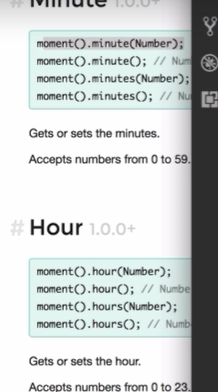 # Minute 1.0.0+
moment().minute(Number);
moment().minute(); // Num
moment().minutes(Number);
moment().minutes(); // Nu
Gets or sets the minutes.
Accepts numbers from 0 to 59.
# Hour 1.0.0+
moment().hour(Number);
moment().hour(); // Numbe
moment().hours(Number);
moment().hours(); // Numb
Gets or sets the hour.
Accepts numbers from 0 to 23.